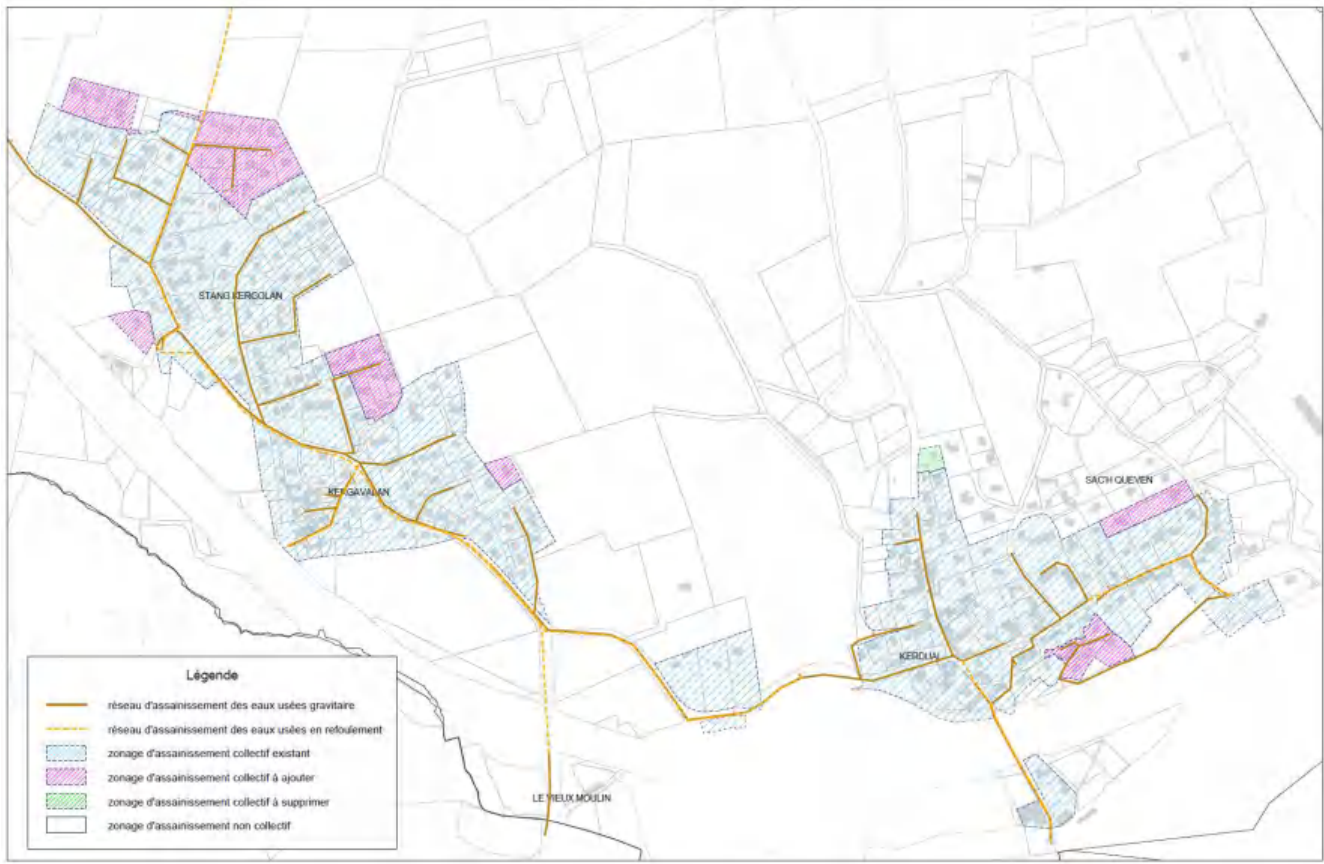 STANG KERGOLAN
KERGAVALAN
SAC'H QUEVEN
KERDUAL
LE VIEUX MOULIN
Légende
réseau d'assainissement des eaux usées gravitaire
réseau d'assainissement des eaux usées en refoulement
zonage d'assainissement collectif existant
zonage d'assainissement collectif à ajouter
zonage d'assainissement collectif à supprimer
zonage d'assainissement non collectif